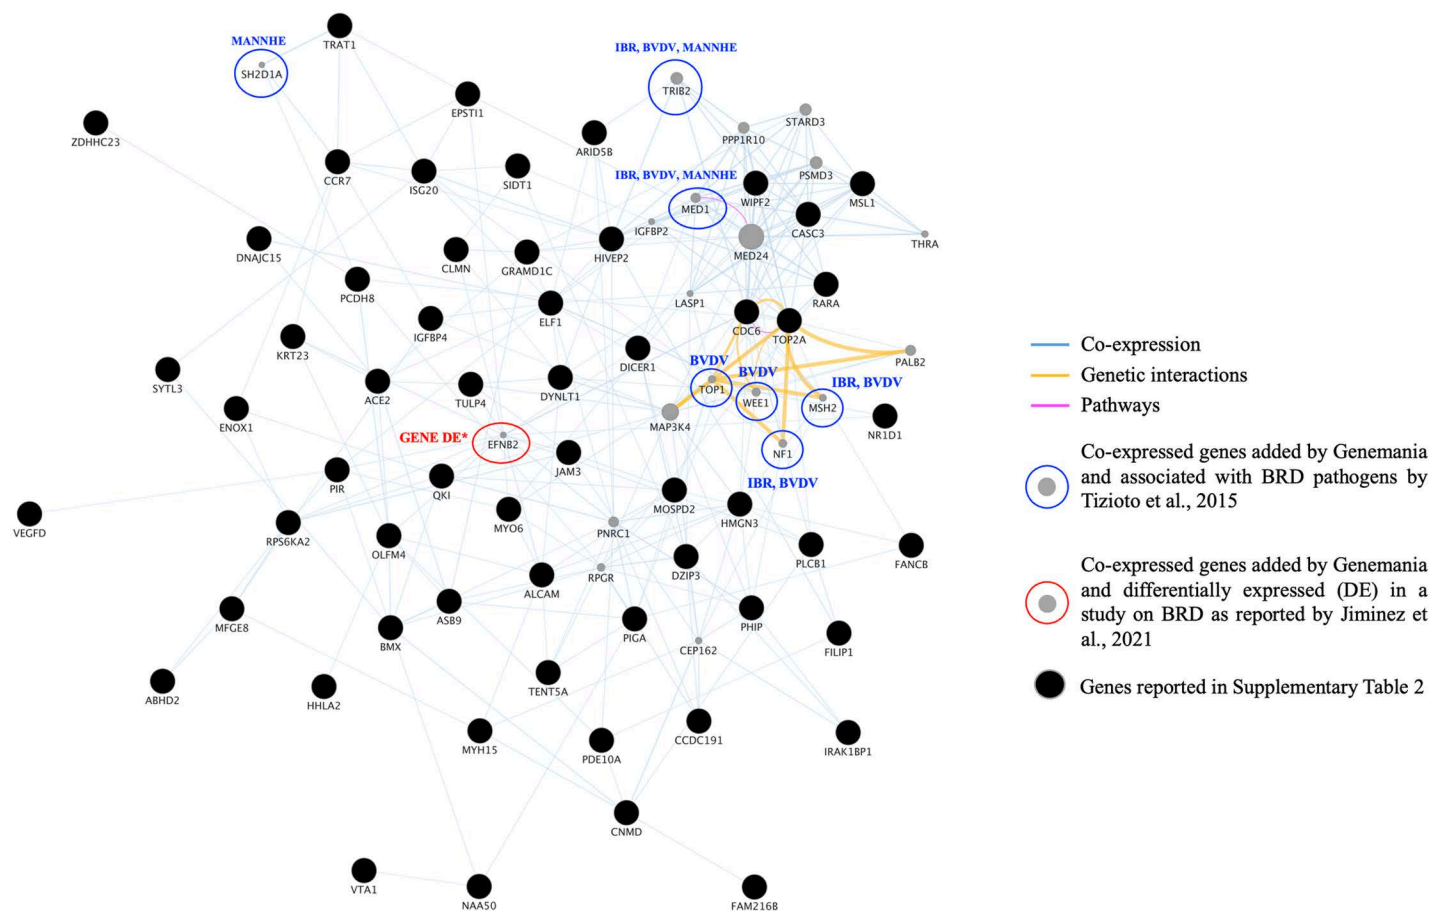 TRAT1
MANNHE
SH2D1A
IBR, BVDV, MANNHE
TRIB2
EPSTI1
STARD3
ZDHHC23
ARID5B
PPP1R10
PSMD3
CCR7
ISG20
SIDT1
IBR, BVDV, MANNHE
MED1
WIPF2
MSL1
IGFBP2
CASC3
THRA
DNAJC15
CLMN
GRAMD1C
HIVEP2
MED24
PCDH8
LASP1
RARA
IGFBP4
ELF1
CDC6
TOP2A
KRT23
DICER1
PALB2
SYTL3
ACE2
TULP4
DYNLT1
BVDV
TOP1
BVDV
WEE1
IBR, BVDV
MSH2
ENOX1
MAP3K4
NR1D1
GENE DE*
EFNB2
JAM3
NF1
IBR, BVDV
PIR
QKI
VEGFD
RPS6KA2
MYO6
MOSPD2
HMGN3
OLFM4
PNRC1
PLCB1
FANCB
RPGR
DZIP3
ALCAM
MFGE8
BMX
ASB9
PIGA
PHIP
CEP162
FILIP1
ABHD2
HHLA2
TENT5A
MYH15
PDE10A
CCDC191
IRAK1BP1
CNMD
VTA1
NAA50
FAM216B
Co-expression
Genetic interactions
Pathways
Co-expressed genes added by Genemania
and associated with BRD pathogens by
Tizioto et al., 2015
Co-expressed genes added by Genemania
and differentially expressed (DE) in a
study on BRD as reported by Jiminez et
al., 2021
Genes reported in Supplementary Table 2